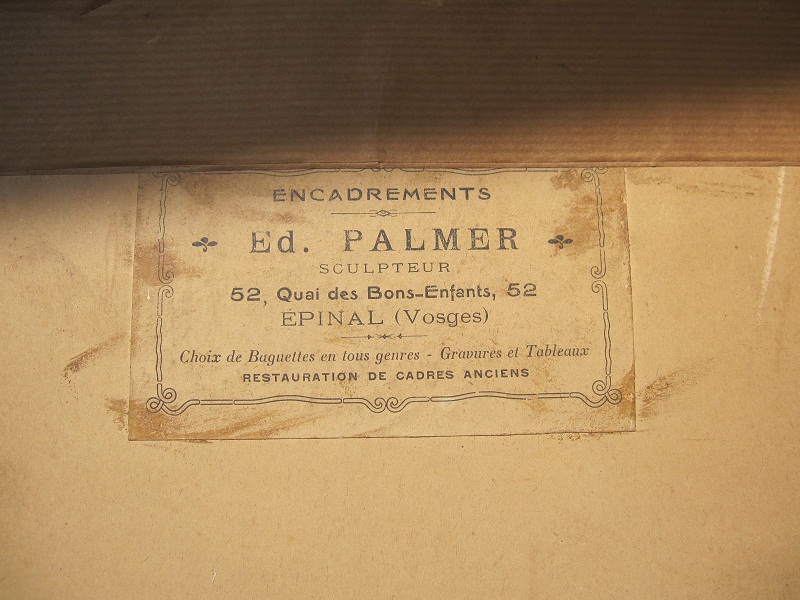 ENCADREMENTS
Ed. PALMER
SCULPTEUR
52, Quai des Bons-Enfants, 52
ÉPINAL (Vosges)
Choix de Baguettes en tous genres - Gravures et Tableaux
RESTAURATION DE CADRES ANCIENS